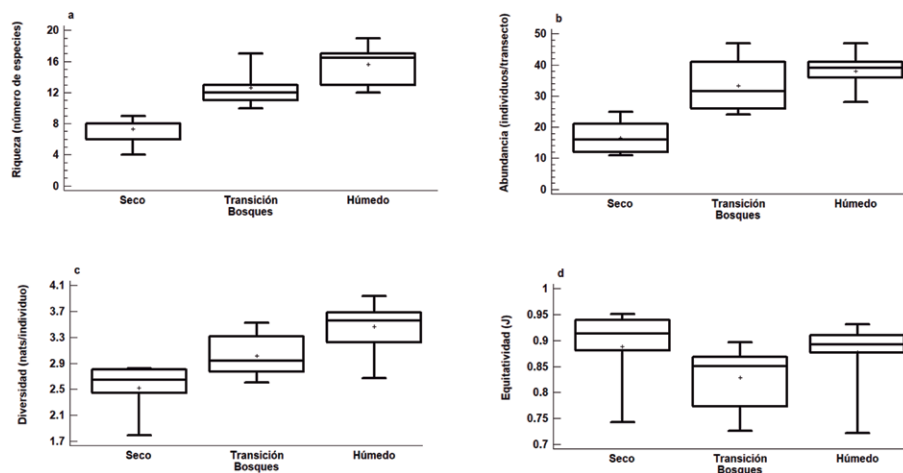 a
Riqueza (número de especies)
20
16
12
8
4
0
Seco
Transición
Húmedo
Bosques
b
Abundancia (individuos/transecto)
50
40
30
20
10
0
Seco
Transición
Húmedo
Bosques
c
Diversidad (nats/individuo)
4.1
3.7
3.3
2.9
2.5
2.1
1.7
Seco
Transición
Húmedo
Bosques
d
Equitatividad (J)
1
0.95
0.9
0.85
0.8
0.75
0.7
Seco
Transición
Húmedo
Bosques